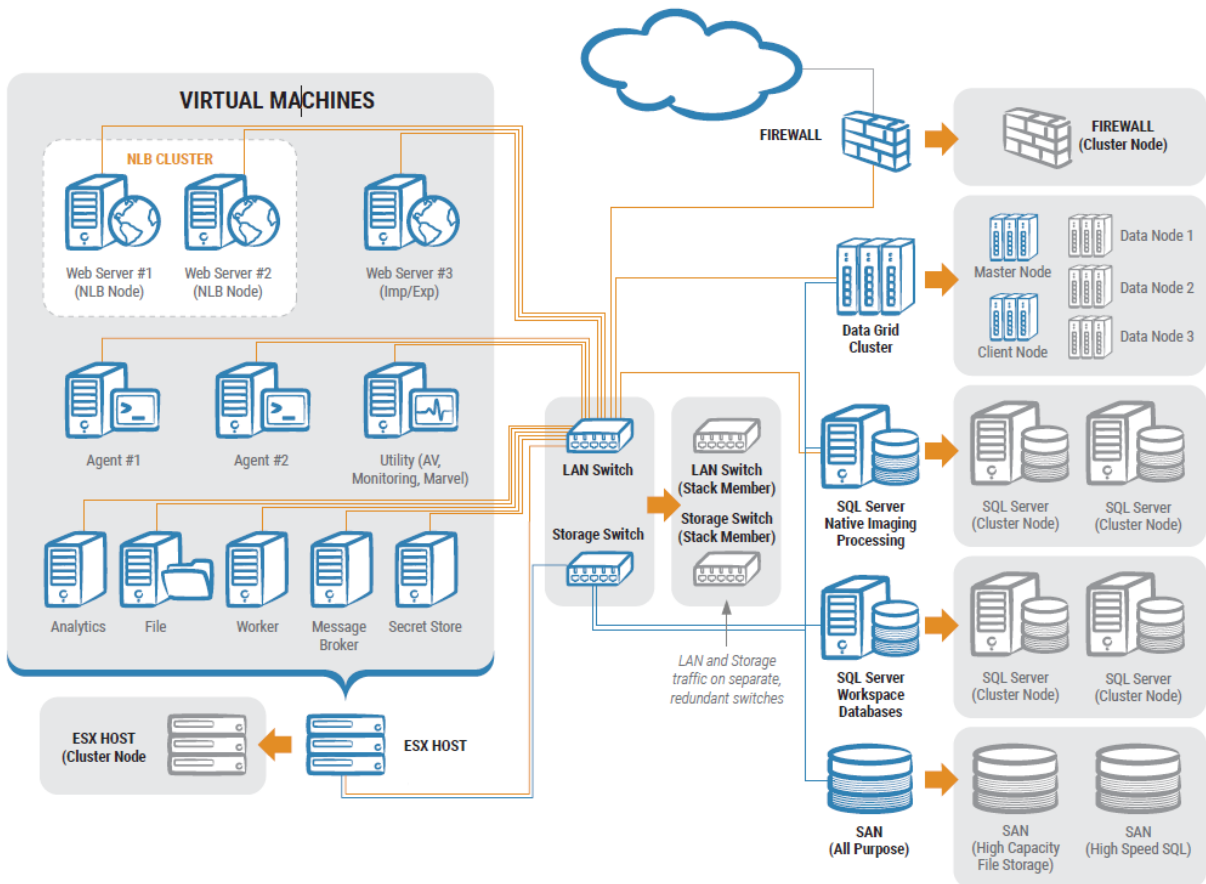 VIRTUAL MACHINES
NLB CLUSTER
Web Server #1
(NLB Node)
Web Server #2
(NLB Node)
Web Server #3
(Imp/Exp)
Agent #1
Agent #2
Utility (AV,
Monitoring, Marvel)
Analytics
File
Worker
Message
Broker
Secret Store
ESX HOST
(Cluster Node
ESX HOST
LAN Switch
Storage Switch
LAN Switch
(Stack Member)
Storage Switch
(Stack Member)
LAN and Storage
traffic on separate,
redundant switches
FIREWALL
FIREWALL
(Cluster Node)
Data Grid
Cluster
Master Node
Client Node
Data Node 1
Data Node 2
Data Node 3
SQL Server
Native Imaging
Processing
SQL Server
(Cluster Node)
SQL Server
(Cluster Node)
SQL Server
Workspace
Databases
SQL Server
(Cluster Node)
SQL Server
(Cluster Node)
SAN
(All Purpose)
SAN
(High Capacity
File Storage)
SAN
(High Speed SQL)